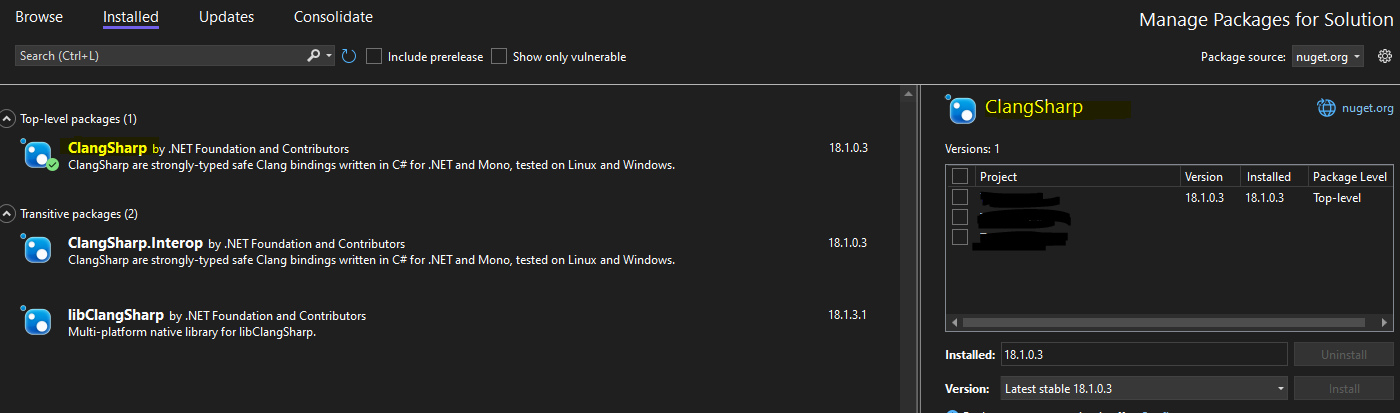 Browse Installed Updates Consolidate
Manage Packages for Solution
Search (Ctrl+L) Include prerelease Show only vulnerable
Package source: nuget.org
Top-level packages (1)
ClangSharp by .NET Foundation and Contributors 18.1.0.3
ClangSharp are strongly-typed safe Clang bindings written in C# for .NET and Mono, tested on Linux and Windows.
Transitive packages (2)
ClangSharp.Interop by .NET Foundation and Contributors 18.1.0.3
ClangSharp are strongly-typed safe Clang bindings written in C# for .NET and Mono, tested on Linux and Windows.
libClangSharp by .NET Foundation and Contributors 18.1.3.1
Multi-platform native library for libClangSharp.
ClangSharp nuget.org
Versions: 1
Project Version Installed Package Level
18.1.0.3 18.1.0.3 Top-level
Installed: 18.1.0.3 Uninstall
Version: Latest stable 18.1.0.3 Install